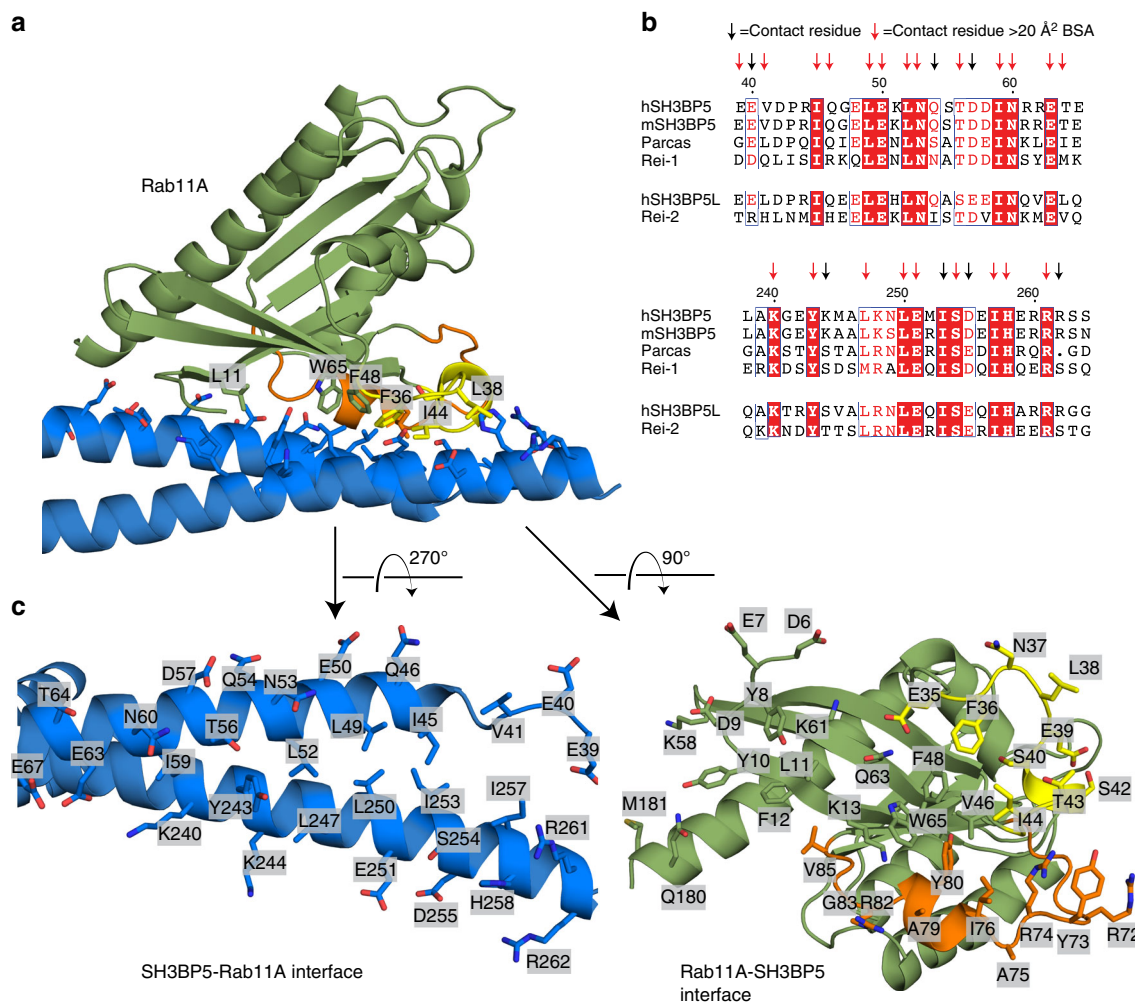 a
Rab11A
L11
W65
F48
F36
I44
L38
b
=Contact residue =Contact residue >20 Å² BSA
40 50 60
hSH3BP5 EEVDPRIQGELEKLNQSTDDINRRETE
mSH3BP5 EEVDPRIQGELEKLNQSTDDINRRETE
Parcas GELDPQIQIELENLNSATDDINKLEIE
Rei-1 DDQLISIRKQLENLNNATDEINSYEMK
hSH3BP5L EELDPRIQEELEHLNQASEEINQVELQ
Rei-2 TRHLNMIHEELEKLNISTDVINKMEVQ
240 250 260
hSH3BP5 LAKGEYKMALKNLEMISDEIHERRRSS
mSH3BP5 LAKGEYKAALKSLERISDEIHERRRSN
Parcas GAKSTYSTALRNLERISEDIHRQR.GD
Rei-1 ERKDSYSDSMRALEQISDQIHQERSSQ
hSH3BP5L QAKTRYSVALRNLEQISEQIHARRRGG
Rei-2 QKKNDYTTSLRNLERISERIHEERSTG
270° 90°
c
T64
E67
E63
N60
I59
D57
Q54
T56
N53
L52
E50
L49
Q46
I45
V41
E40
E39
K240
Y243
K244
L247
L250
E251
I253
S254
D255
I257
H258
R261
R262
SH3BP5-Rab11A interface
E7
D6
N37
L38
Y8
E35
F36
K58
D9
K61
E39
Y10
L11
Q63
F48
S40
S42
M181
F12
K13
W65
V46
I44
T43
Q180
V85
Y80
G83
R82
A79
I76
R74
Y73
R72
A75
Rab11A-SH3BP5
interface